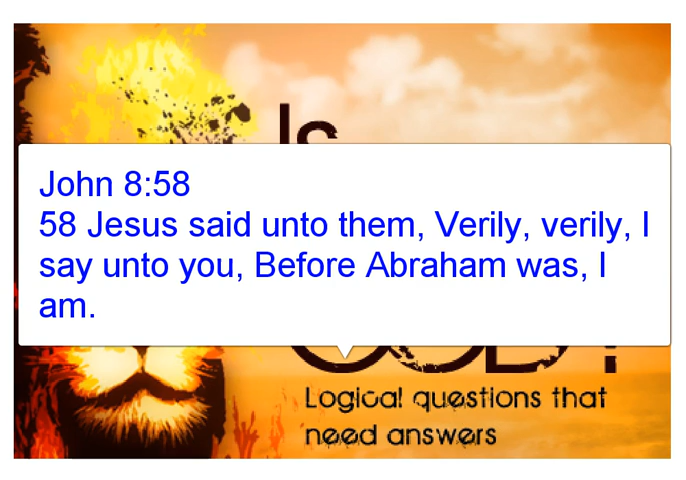 Is
John 8:58
58 Jesus said unto them, Verily, verily, I
say unto you, Before Abraham was, I
am.
GOD?
Logical questions that
need answers